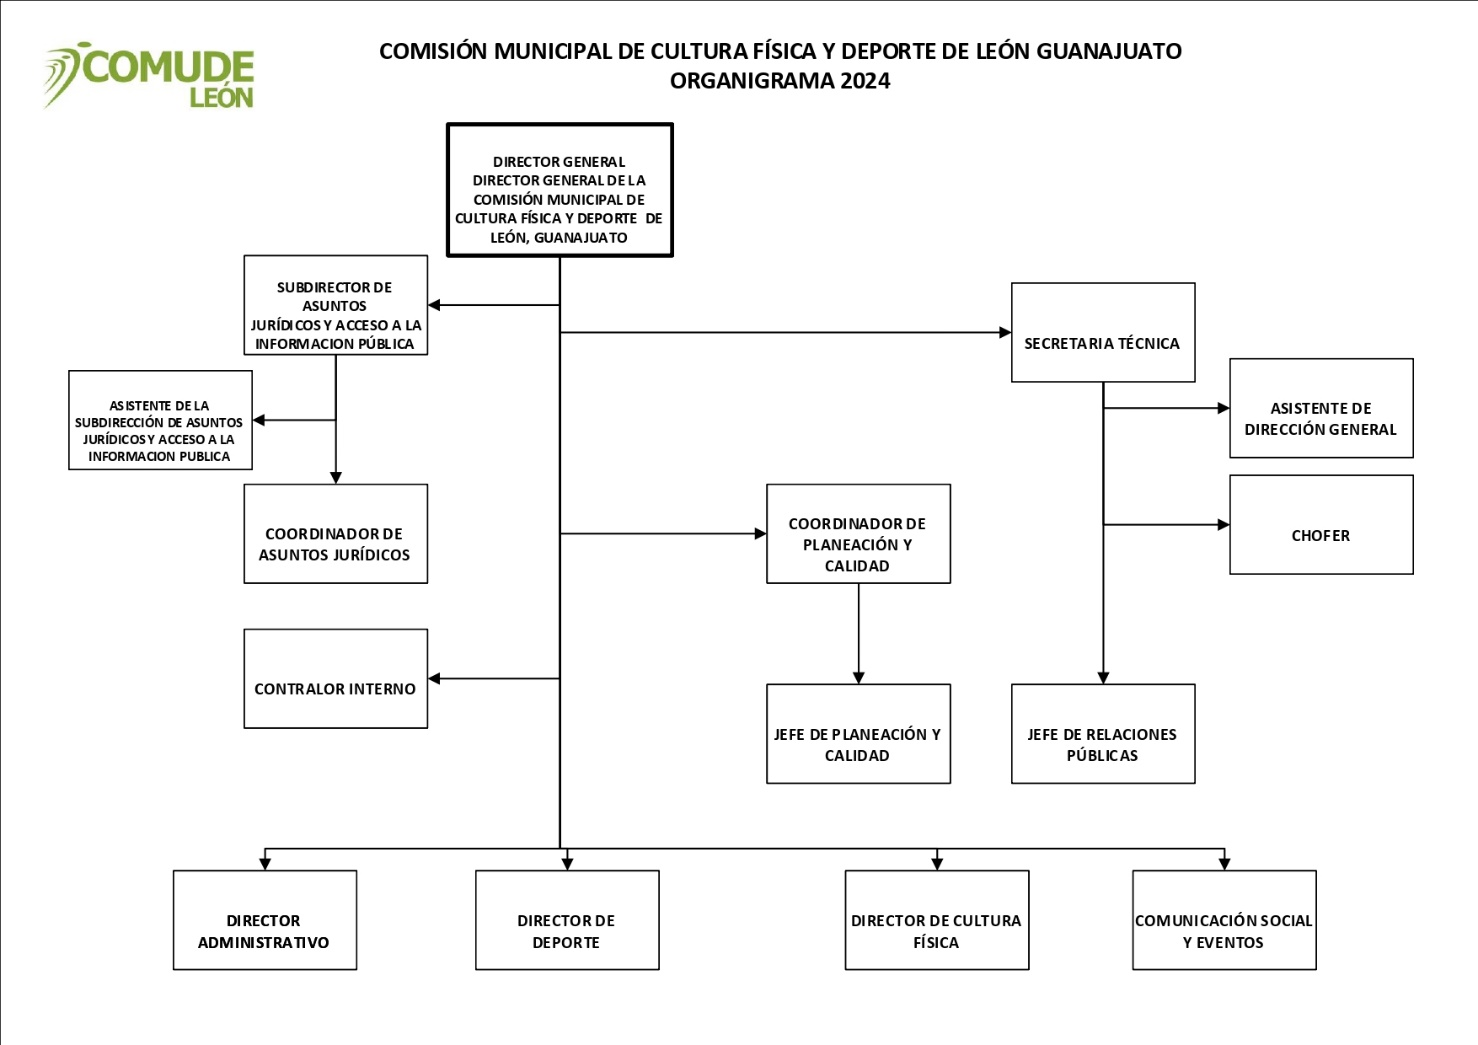 COMUDE
LEÓN
COMISIÓN MUNICIPAL DE CULTURA FÍSICA Y DEPORTE DE LEÓN GUANAJUATO
ORGANIGRAMA 2024
DIRECTOR GENERAL
DIRECTOR GENERAL DE LA
COMISIÓN MUNICIPAL DE
CULTURA FÍSICA Y DEPORTE DE
LEÓN, GUANAJUATO
SUBDIRECTOR DE
ASUNTOS
JURÍDICOS Y ACCESO A LA
INFORMACION PÚBLICA
SECRETARIA TÉCNICA
ASISTENTE DE LA
SUBDIRECCIÓN DE ASUNTOS
JURÍDICOS Y ACCESO A LA
INFORMACION PUBLICA
ASISTENTE DE
DIRECCIÓN GENERAL
COORDINADOR DE
ASUNTOS JURÍDICOS
COORDINADOR DE
PLANEACIÓN Y
CALIDAD
CHOFER
CONTRALOR INTERNO
JEFE DE PLANEACIÓN Y
CALIDAD
JEFE DE RELACIONES
PÚBLICAS
DIRECTOR
ADMINISTRATIVO
DIRECTOR DE
DEPORTE
DIRECTOR DE CULTURA
FÍSICA
COMUNICACIÓN SOCIAL
Y EVENTOS